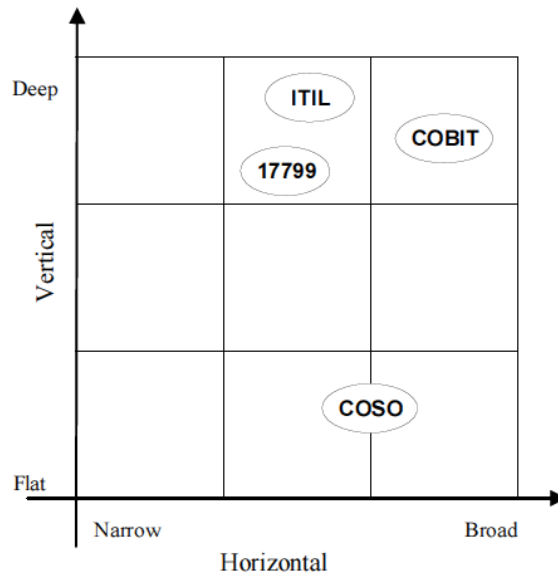 Deep
ITIL
COBIT
17799
Vertical
COSO
Flat
Narrow
Broad
Horizontal